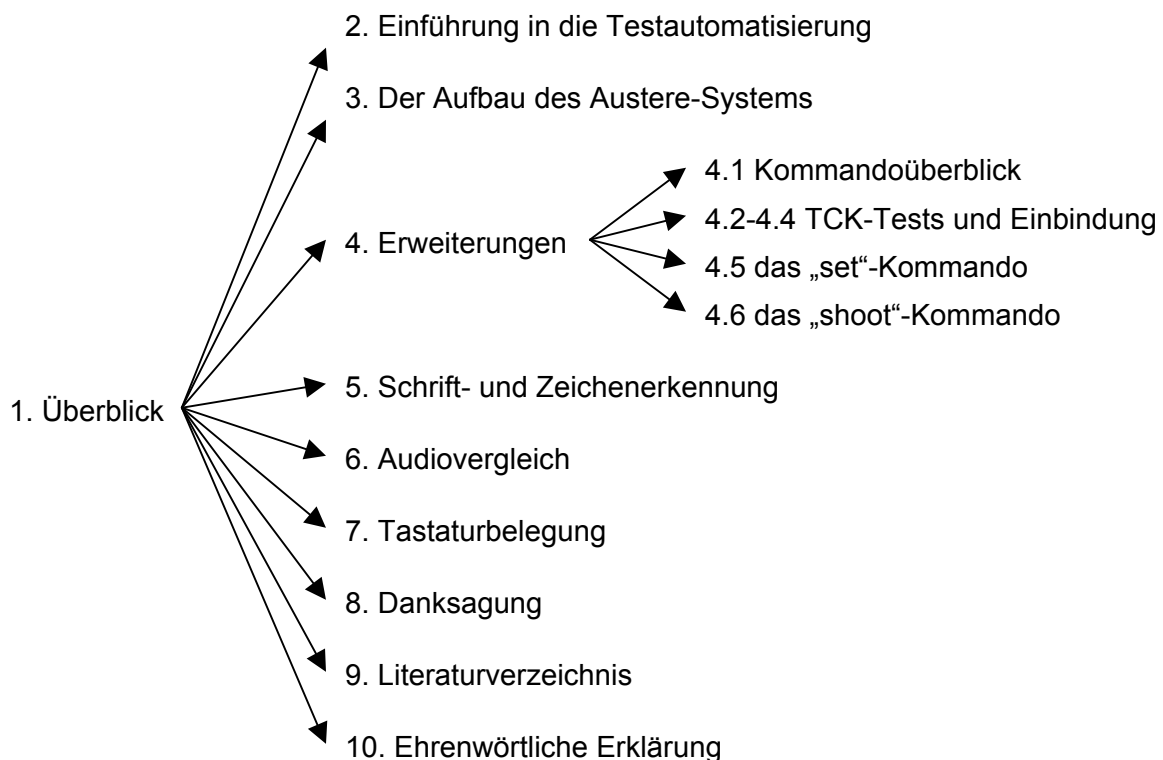 2. Einführung in die Testautomatisierung
3. Der Aufbau des Austere-Systems
4. Erweiterungen
4.1 Kommandoüberblick
4.2-4.4 TCK-Tests und Einbindung
4.5 das „set“-Kommando
4.6 das „shoot“-Kommando
1. Überblick
5. Schrift- und Zeichenerkennung
6. Audiovergleich
7. Tastaturbelegung
8. Danksagung
9. Literaturverzeichnis
10. Ehrenwörtliche Erklärung